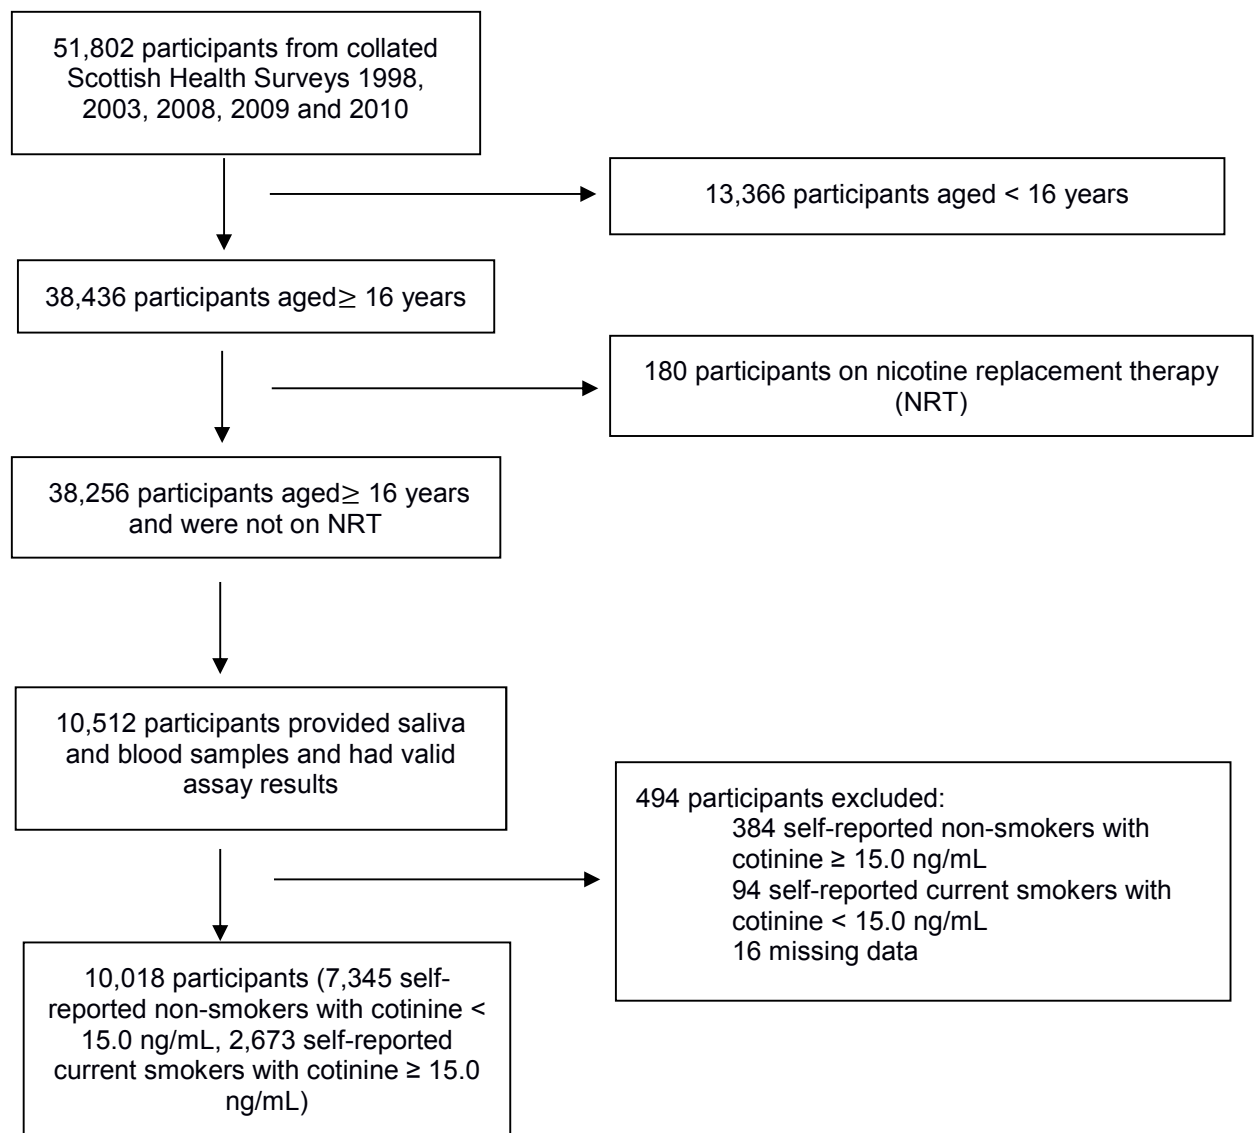 51,802 participants from collated
Scottish Health Surveys 1998,
2003, 2008, 2009 and 2010
13,366 participants aged < 16 years
38,436 participants aged≥ 16 years
180 participants on nicotine replacement therapy
(NRT)
38,256 participants aged≥ 16 years
and were not on NRT
10,512 participants provided saliva
and blood samples and had valid
assay results
494 participants excluded:
384 self-reported non-smokers with
cotinine ≥ 15.0 ng/mL
94 self-reported current smokers with
cotinine < 15.0 ng/mL
16 missing data
10,018 participants (7,345 self-
reported non-smokers with cotinine <
15.0 ng/mL, 2,673 self-reported
current smokers with cotinine ≥ 15.0
ng/mL)